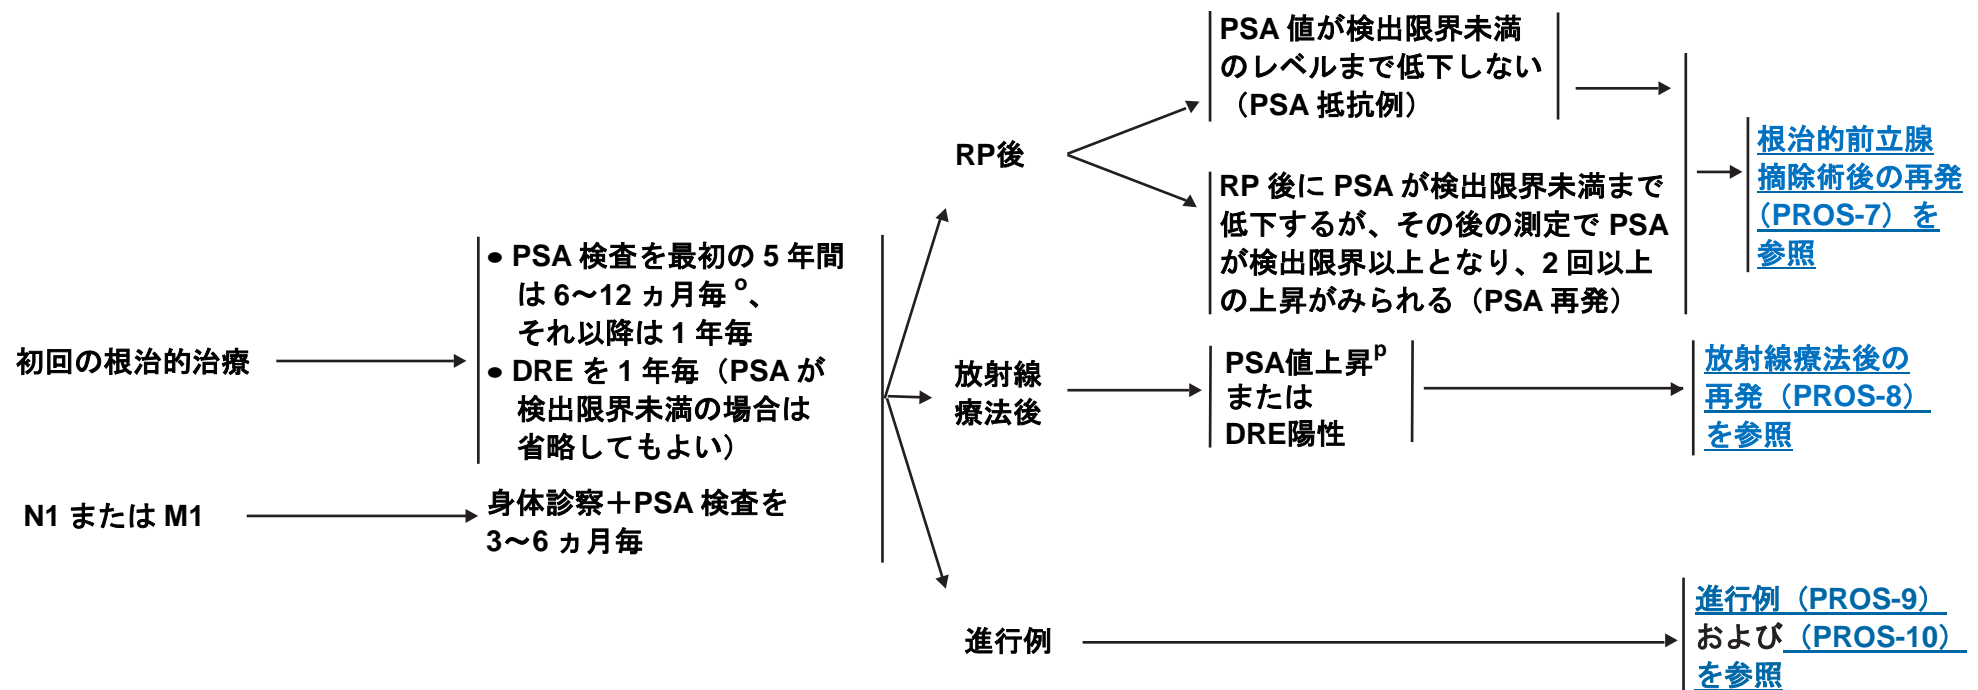 初回の根治的治療
● PSA 検査を最初の 5 年間
は 6～12 ヵ月毎 o、
それ以降は 1 年毎
● DRE を 1 年毎（PSA が
検出限界未満の場合は
省略してもよい）
N1 または M1
身体診察＋PSA 検査を
3～6 ヵ月毎
RP後
PSA 値が検出限界未満
のレベルまで低下しない
（PSA 抵抗例）
RP 後に PSA が検出限界未満まで
低下するが、その後の測定で PSA
が検出限界以上となり、2 回以上
の上昇がみられる（PSA 再発）
根治的前立腺
摘除術後の再発
（PROS-7）を
参照
放射線
療法後
PSA値上昇p
または
DRE陽性
放射線療法後の
再発（PROS-8）
を参照
進行例
進行例（PROS-9）
および（PROS-10）
を参照